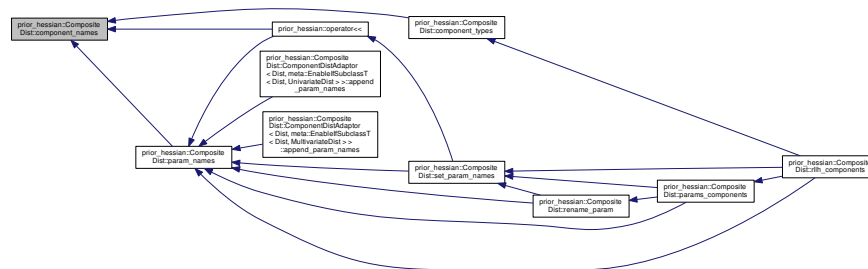 prior_hessian::Composite
Dist::component_names
prior_hessian::operator<<
prior_hessian::Composite
Dist::component_types
prior_hessian::Composite
Dist::ComponentDistAdaptor
< Dist, meta::EnableIfSubclassT
< Dist, UnivariateDist > >::append
_param_names
prior_hessian::Composite
Dist::ComponentDistAdaptor
< Dist, meta::EnableIfSubclassT
< Dist, MultivariateDist > >
::append_param_names
prior_hessian::Composite
Dist::param_names
prior_hessian::Composite
Dist::set_param_names
prior_hessian::Composite
Dist::rename_param
prior_hessian::Composite
Dist::params_components
prior_hessian::Composite
Dist::rllh_components